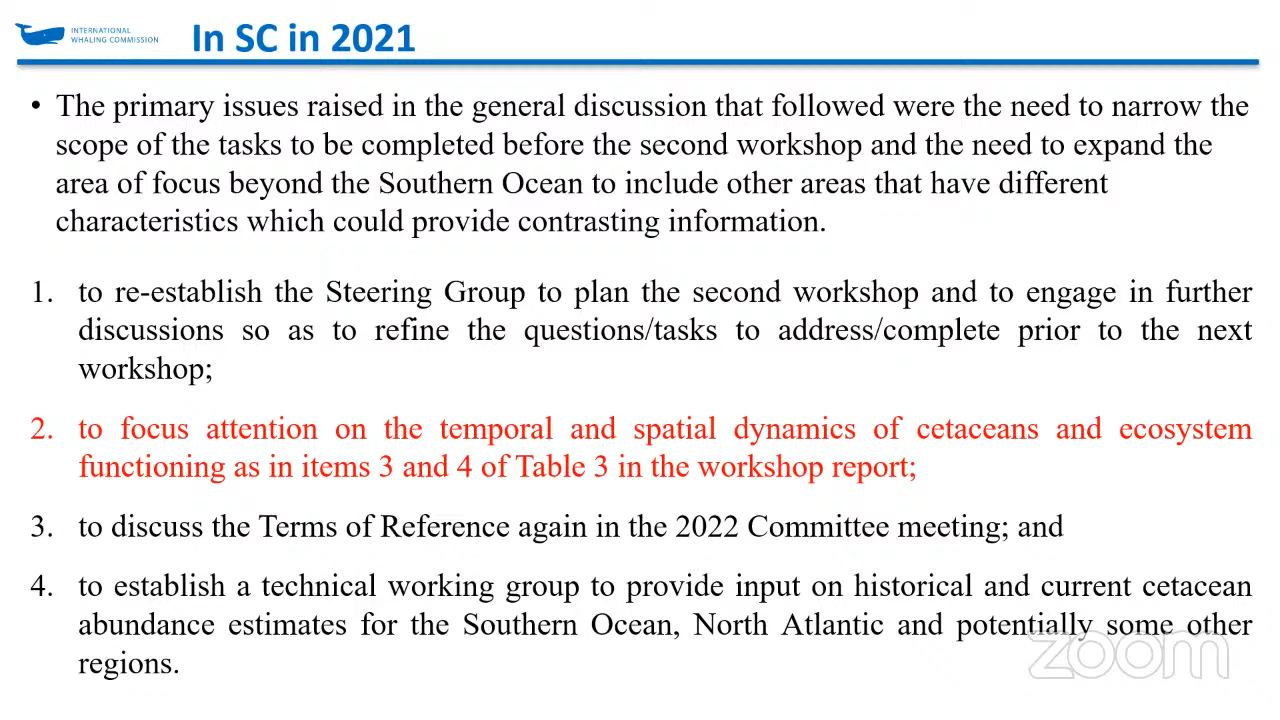 INTERNATIONAL
WHALING COMMISSION
In SC in 2021
• The primary issues raised in the general discussion that followed were the need to narrow the
scope of the tasks to be completed before the second workshop and the need to expand the
area of focus beyond the Southern Ocean to include other areas that have different
characteristics which could provide contrasting information.
1. to re-establish the Steering Group to plan the second workshop and to engage in further
discussions so as to refine the questions/tasks to address/complete prior to the next
workshop;
2. to focus attention on the temporal and spatial dynamics of cetaceans and ecosystem
functioning as in items 3 and 4 of Table 3 in the workshop report;
3. to discuss the Terms of Reference again in the 2022 Committee meeting; and
4. to establish a technical working group to provide input on historical and current cetacean
abundance estimates for the Southern Ocean, North Atlantic and potentially some other
regions.
zoom